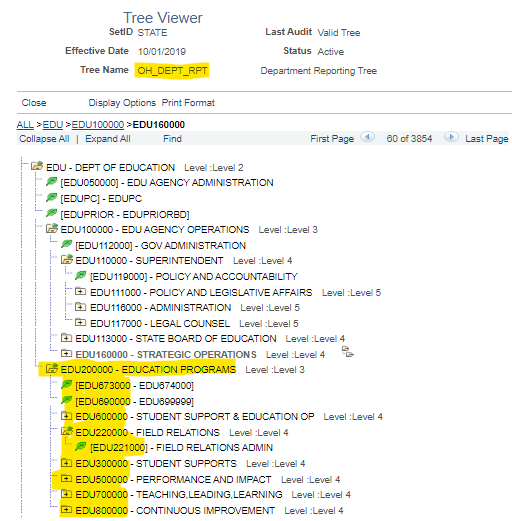 Tree Viewer
SetID STATE Last Audit Valid Tree
Effective Date 10/01/2019 Status Active
Tree Name OH_DEPT_RPT Department Reporting Tree
Close Display Options Print Format
ALL >EDU >EDU100000 >EDU160000
Collapse All | Expand All Find First Page 60 of 3854 Last Page
EDU - DEPT OF EDUCATION Level :Level 2
[EDU050000] - EDU AGENCY ADMINISTRATION
[EDUPC] - EDUPC
[EDUPRIOR - EDUPRIORBD]
EDU100000 - EDU AGENCY OPERATIONS Level :Level 3
[EDU112000] - GOV ADMINISTRATION
EDU110000 - SUPERINTENDENT Level :Level 4
[EDU119000] - POLICY AND ACCOUNTABILITY
EDU111000 - POLICY AND LEGISLATIVE AFFAIRS Level :Level 5
EDU116000 - ADMINISTRATION Level :Level 5
EDU117000 - LEGAL COUNSEL Level :Level 5
EDU113000 - STATE BOARD OF EDUCATION Level :Level 4
EDU160000 - STRATEGIC OPERATIONS Level :Level 4
EDU200000 - EDUCATION PROGRAMS Level :Level 3
[EDU673000 - EDU674000]
[EDU690000 - EDU699999]
EDU600000 - STUDENT SUPPORT & EDUCATION OP Level :Level 4
EDU220000 - FIELD RELATIONS Level :Level 4
[EDU221000] - FIELD RELATIONS ADMIN
EDU300000 - STUDENT SUPPORTS Level :Level 4
EDU500000 - PERFORMANCE AND IMPACT Level :Level 4
EDU700000 - TEACHING,LEADING,LEARNING Level :Level 4
EDU800000 - CONTINUOUS IMPROVEMENT Level :Level 4